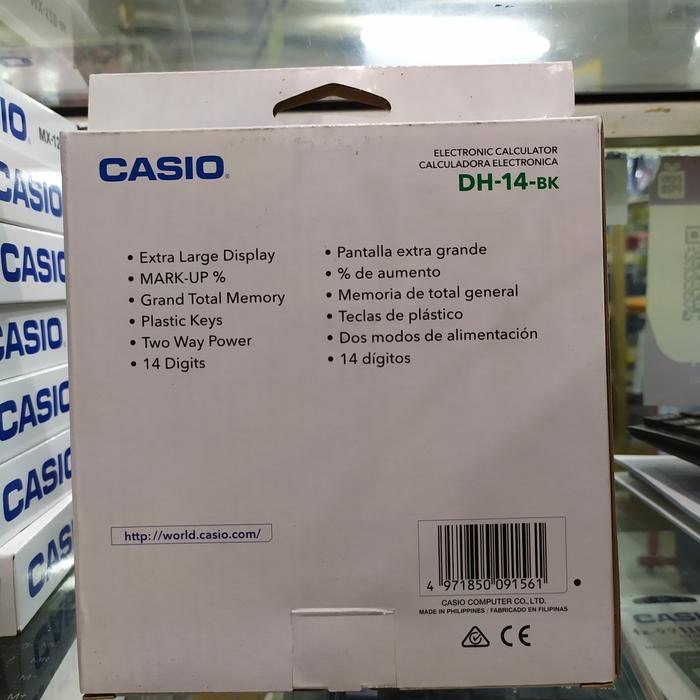 CASIO
ELECTRONIC CALCULATOR
CALCULADORA ELECTRONICA
DH-14-BK
• Extra Large Display
• MARK-UP %
• Grand Total Memory
• Plastic Keys
• Two Way Power
• 14 Digits
• Pantalla extra grande
• % de aumento
• Memoria de total general
• Teclas de plástico
• Dos modos de alimentación
• 14 dígitos
http://world.casio.com/
4 971850 091561
CASIO COMPUTER CO., LTD.
MADE IN PHILIPPINES / FABRICADO EN FILIPINAS
CE
MX-12
CASIO
CASIO
CASIO
CASIO
CASIO
CASIO